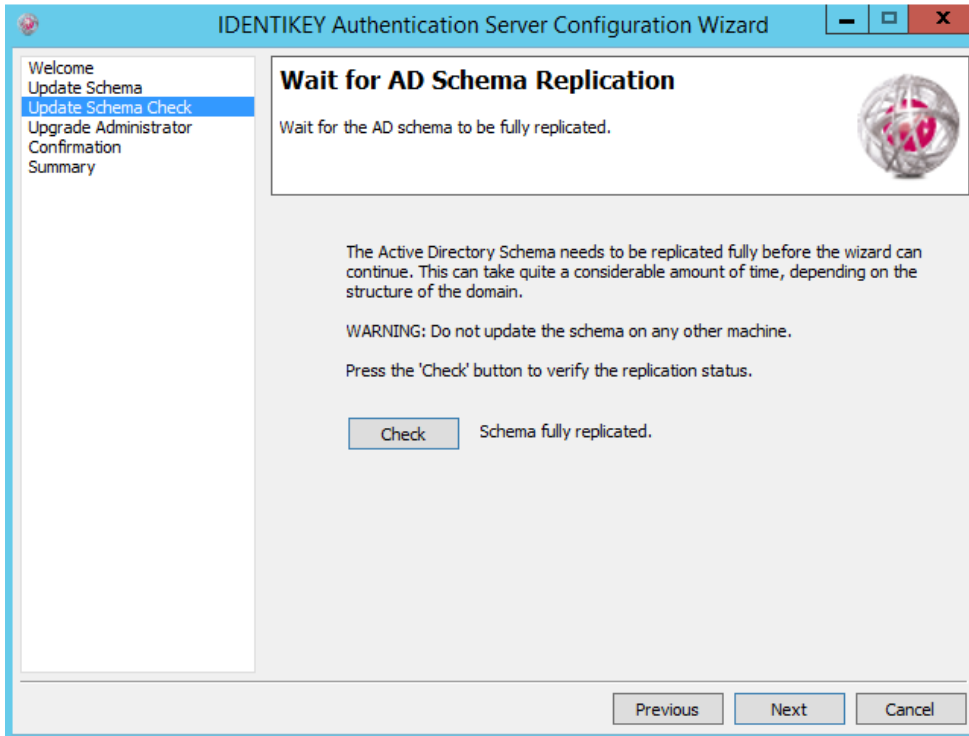 IDENTIKEY Authentication Server Configuration Wizard
Welcome
Update Schema
Update Schema Check
Upgrade Administrator
Confirmation
Summary
Wait for AD Schema Replication
Wait for the AD schema to be fully replicated.
The Active Directory Schema needs to be replicated fully before the wizard can
continue. This can take quite a considerable amount of time, depending on the
structure of the domain.
WARNING: Do not update the schema on any other machine.
Press the 'Check' button to verify the replication status.
Check Schema fully replicated.
Previous Next Cancel